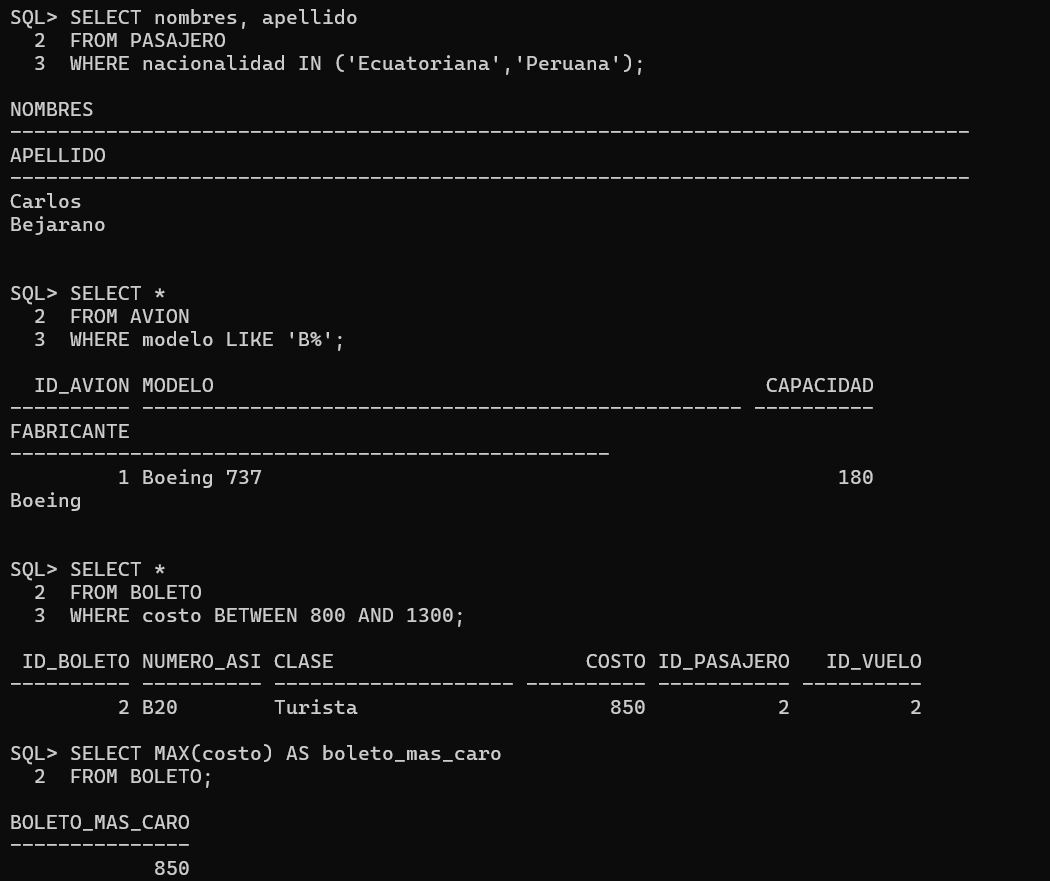 SQL> SELECT nombres, apellido
  2  FROM PASAJERO
  3  WHERE nacionalidad IN ('Ecuatoriana','Peruana');

NOMBRES
--------------------------------------------------------------------------------
APELLIDO
--------------------------------------------------------------------------------
Carlos
Bejarano


SQL> SELECT *
  2  FROM AVION
  3  WHERE modelo LIKE 'B%';

  ID_AVION MODELO                                              CAPACIDAD
---------- -------------------------------------------------- ----------
FABRICANTE
--------------------------------------------------
         1 Boeing 737                                                180
Boeing


SQL> SELECT *
  2  FROM BOLETO
  3  WHERE costo BETWEEN 800 AND 1300;

 ID_BOLETO NUMERO_ASI CLASE                     COSTO ID_PASAJERO   ID_VUELO
---------- ---------- -------------------- ---------- ----------- ----------
         2 B20        Turista                     850           2          2

SQL> SELECT MAX(costo) AS boleto_mas_caro
  2  FROM BOLETO;

BOLETO_MAS_CARO
---------------
            850